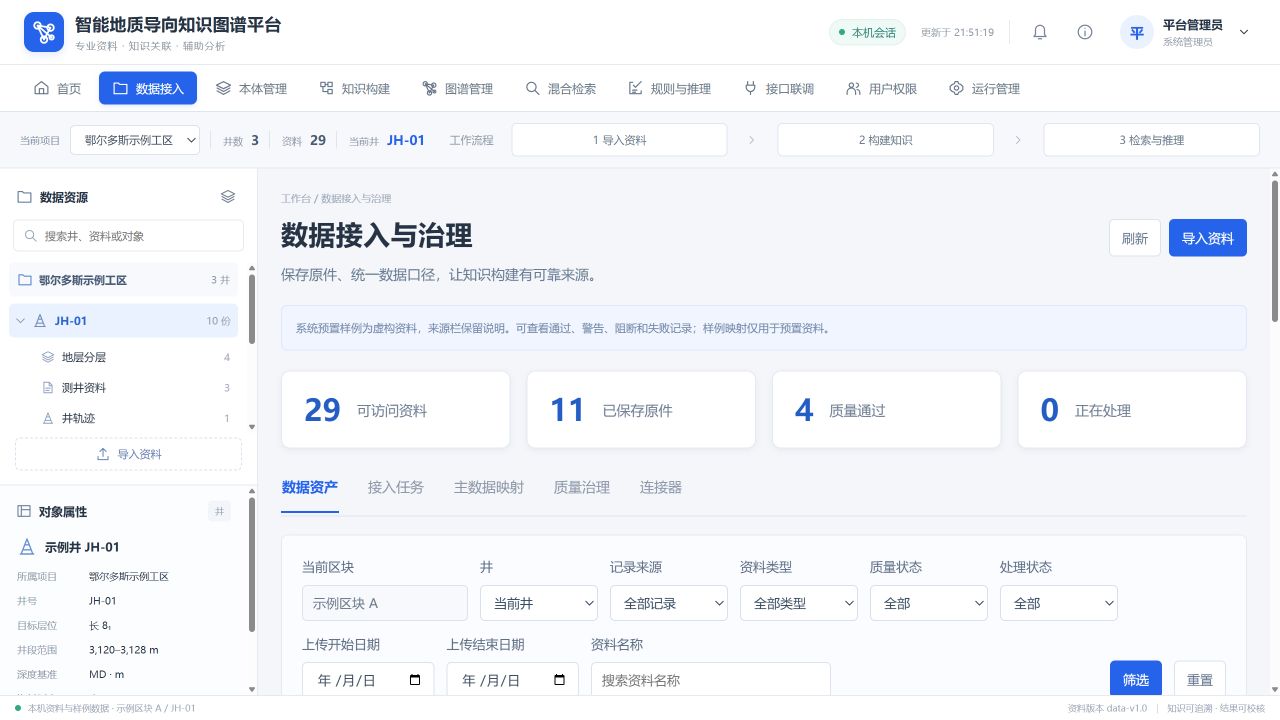 智能地质导向知识图谱平台
专业资料 · 知识关联 · 辅助分析
本机会话
更新于 21:51:19
平
平台管理员
系统管理员
首页
数据接入
本体管理
知识构建
图谱管理
混合检索
规则与推理
接口联调
用户权限
运行管理
当前项目
鄂尔多斯示例工区
井数 3
资料 29
当前井 JH-01
工作流程
1 导入资料
2 构建知识
3 检索与推理
数据资源
搜索井、资料或对象
鄂尔多斯示例工区 3 井
JH-01 10 份
地层分层 4
测井资料 3
井轨迹 1
导入资料
对象属性 井
示例井 JH-01
所属项目 鄂尔多斯示例工区
井号 JH-01
目标层位 长 8₁
井段范围 3,120–3,128 m
深度基准 MD · m
工作台 / 数据接入与治理
数据接入与治理
刷新
导入资料
保存原件、统一数据口径，让知识构建有可靠来源。
系统预置样例为虚构资料，来源栏保留说明。可查看通过、警告、阻断和失败记录；样例映射仅用于预置资料。
29 可访问资料
11 已保存原件
4 质量通过
0 正在处理
数据资产
接入任务
主数据映射
质量治理
连接器
当前区块
井
记录来源
资料类型
质量状态
处理状态
示例区块 A
当前井
全部记录
全部类型
全部
全部
上传开始日期
上传结束日期
资料名称
年 /月/日
年 /月/日
搜索资料名称
筛选
重置
本机资料与样例数据 · 示例区块 A / JH-01
资料版本 data-v1.0
知识可追溯 · 结果可校核